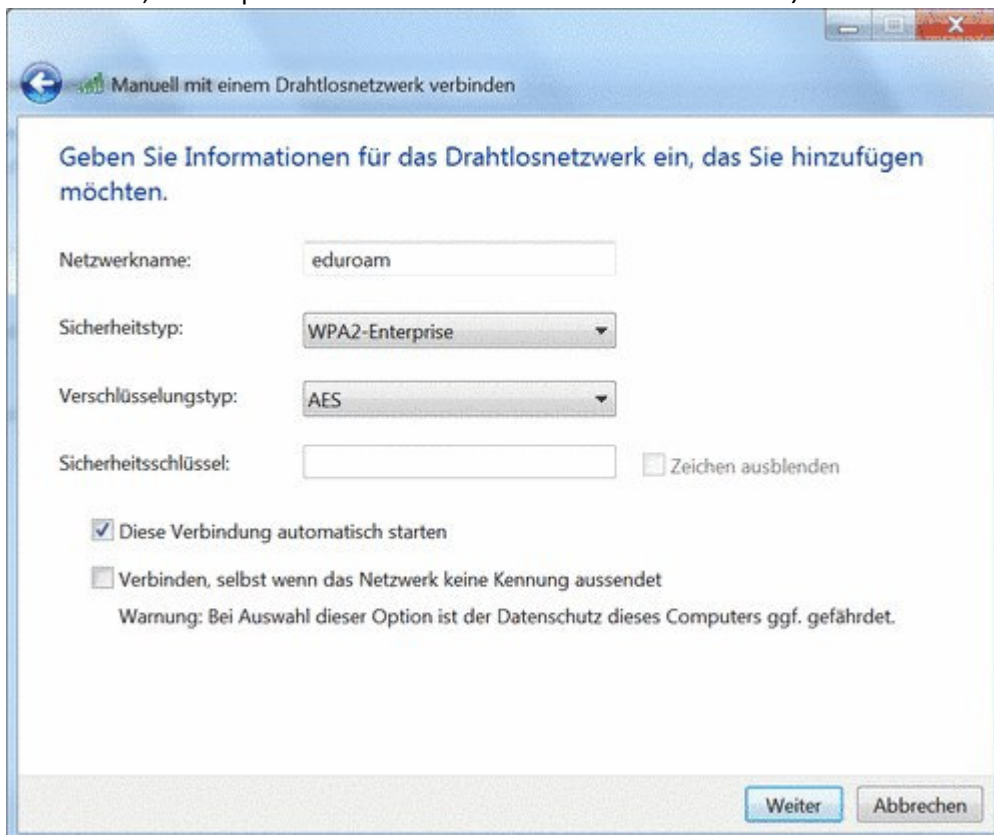 Manuell mit einem Drahtlosnetzwerk verbinden
Geben Sie Informationen für das Drahtlosnetzwerk ein, das Sie hinzufügen
möchten.
Netzwerkname: eduroam
Sicherheitstyp: WPA2-Enterprise
Verschlüsselungstyp: AES
Sicherheitsschlüssel: Zeichen ausblenden
Diese Verbindung automatisch starten
Verbinden, selbst wenn das Netzwerk keine Kennung aussendet
Warnung: Bei Auswahl dieser Option ist der Datenschutz dieses Computers ggf. gefährdet.
Weiter Abbrechen